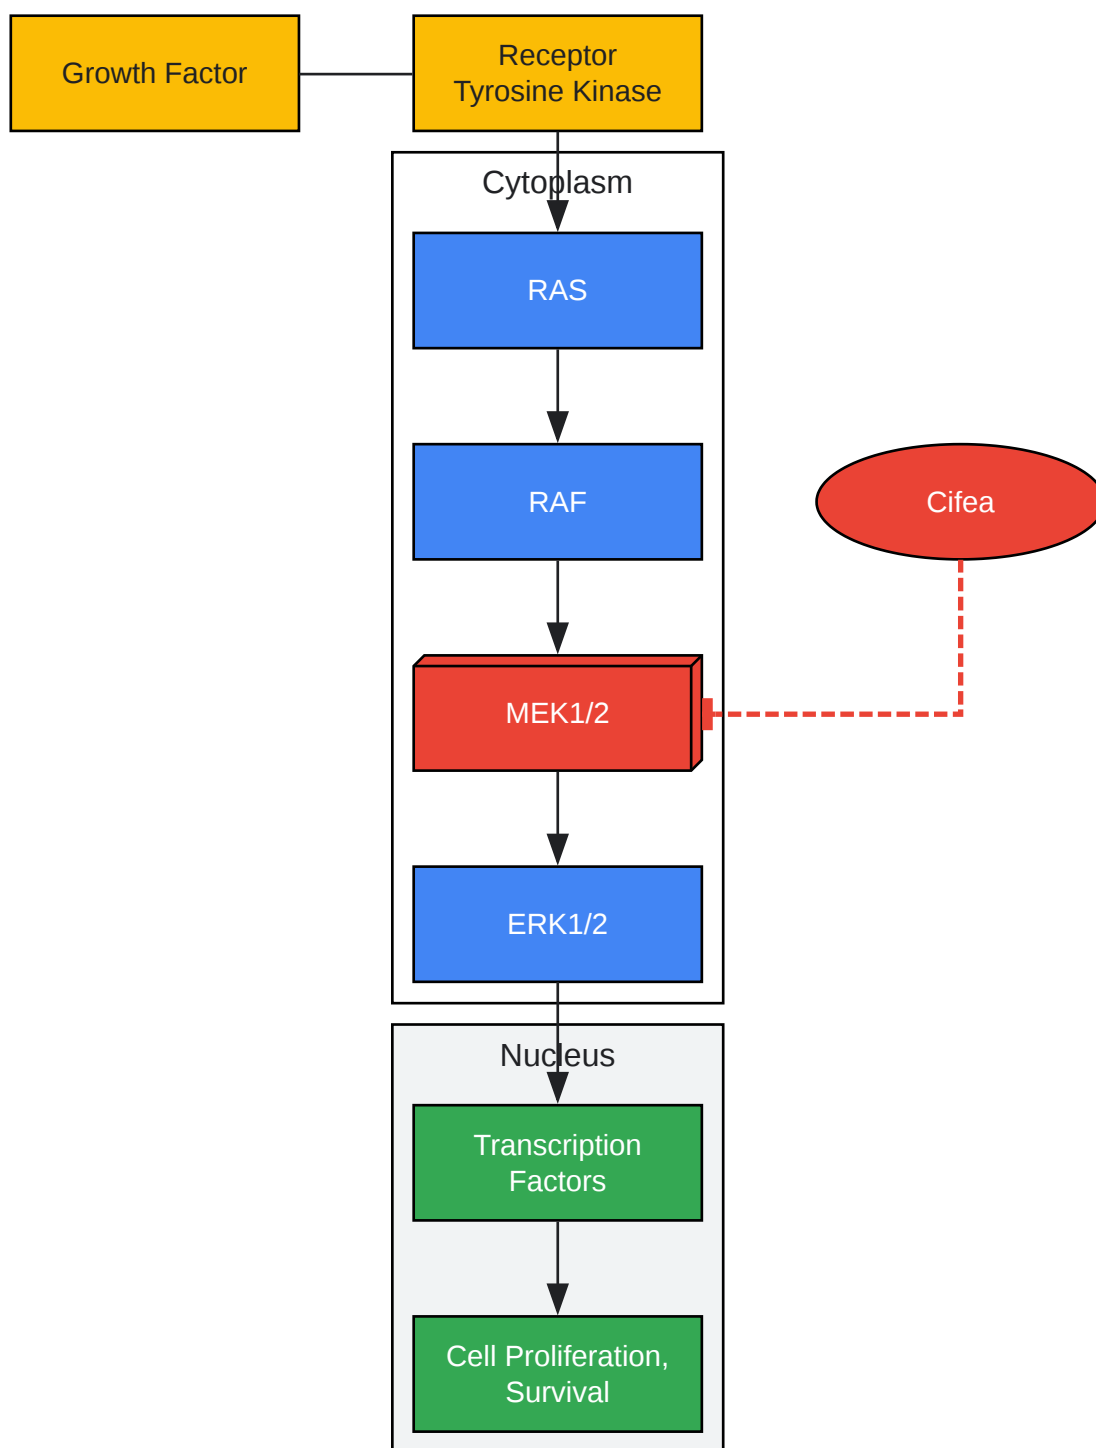 Growth Factor
Receptor
Tyrosine Kinase
Cytoplasm
RAS
RAF
Cifea
MEK1/2
ERK1/2
Nucleus
Transcription
Factors
Cell Proliferation,
Survival